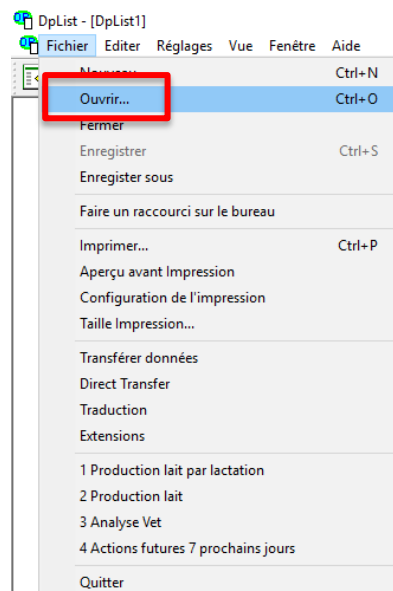 DpList - [DpList1]
Fichier Editer Réglages Vue Fenêtre Aide
Nouveau Ctrl+N
Ouvrir... Ctrl+O
Fermer
Enregistrer Ctrl+S
Enregister sous
Faire un raccourci sur le bureau
Imprimer... Ctrl+P
Aperçu avant Impression
Configuration de l'impression
Taille Impression...
Transférer données
Direct Transfer
Traduction
Extensions
1 Production lait par lactation
2 Production lait
3 Analyse Vet
4 Actions futures 7 prochains jours
Quitter